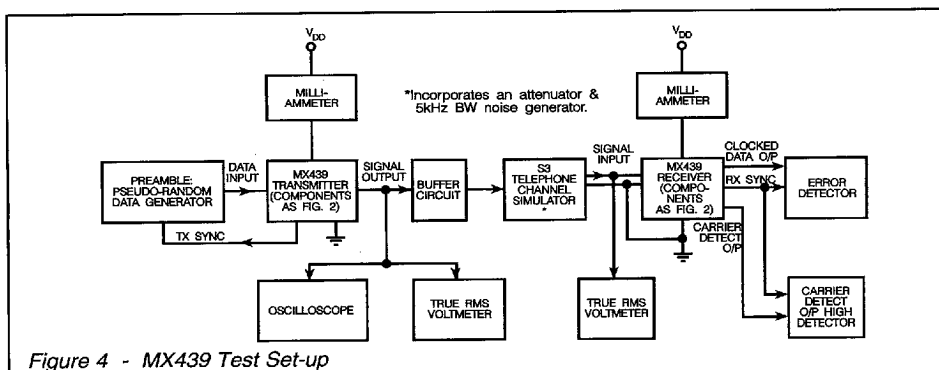 VDD
VDD
MILLI-
AMMETER
*Incorporates an attenuator &
5kHz BW noise generator.
MILLI-
AMMETER
PREAMBLE:
PSEUDO-RANDOM
DATA GENERATOR
DATA
INPUT
MX439
TRANSMITTER
(COMPONENTS
AS FIG. 2)
SIGNAL
OUTPUT
BUFFER
CIRCUIT
S3
TELEPHONE
CHANNEL
SIMULATOR
*
SIGNAL
INPUT
MX439
RECEIVER
(COMPO-
NENTS
AS FIG. 2)
CLOCKED
DATA O/P
RX SYNC
ERROR
DETECTOR
TX SYNC
CARRIER
DETECT
O/P
OSCILLOSCOPE
TRUE RMS
VOLTMETER
TRUE RMS
VOLTMETER
CARRIER
DETECT
O/P HIGH
DETECTOR
Figure 4 - MX439 Test Set-up